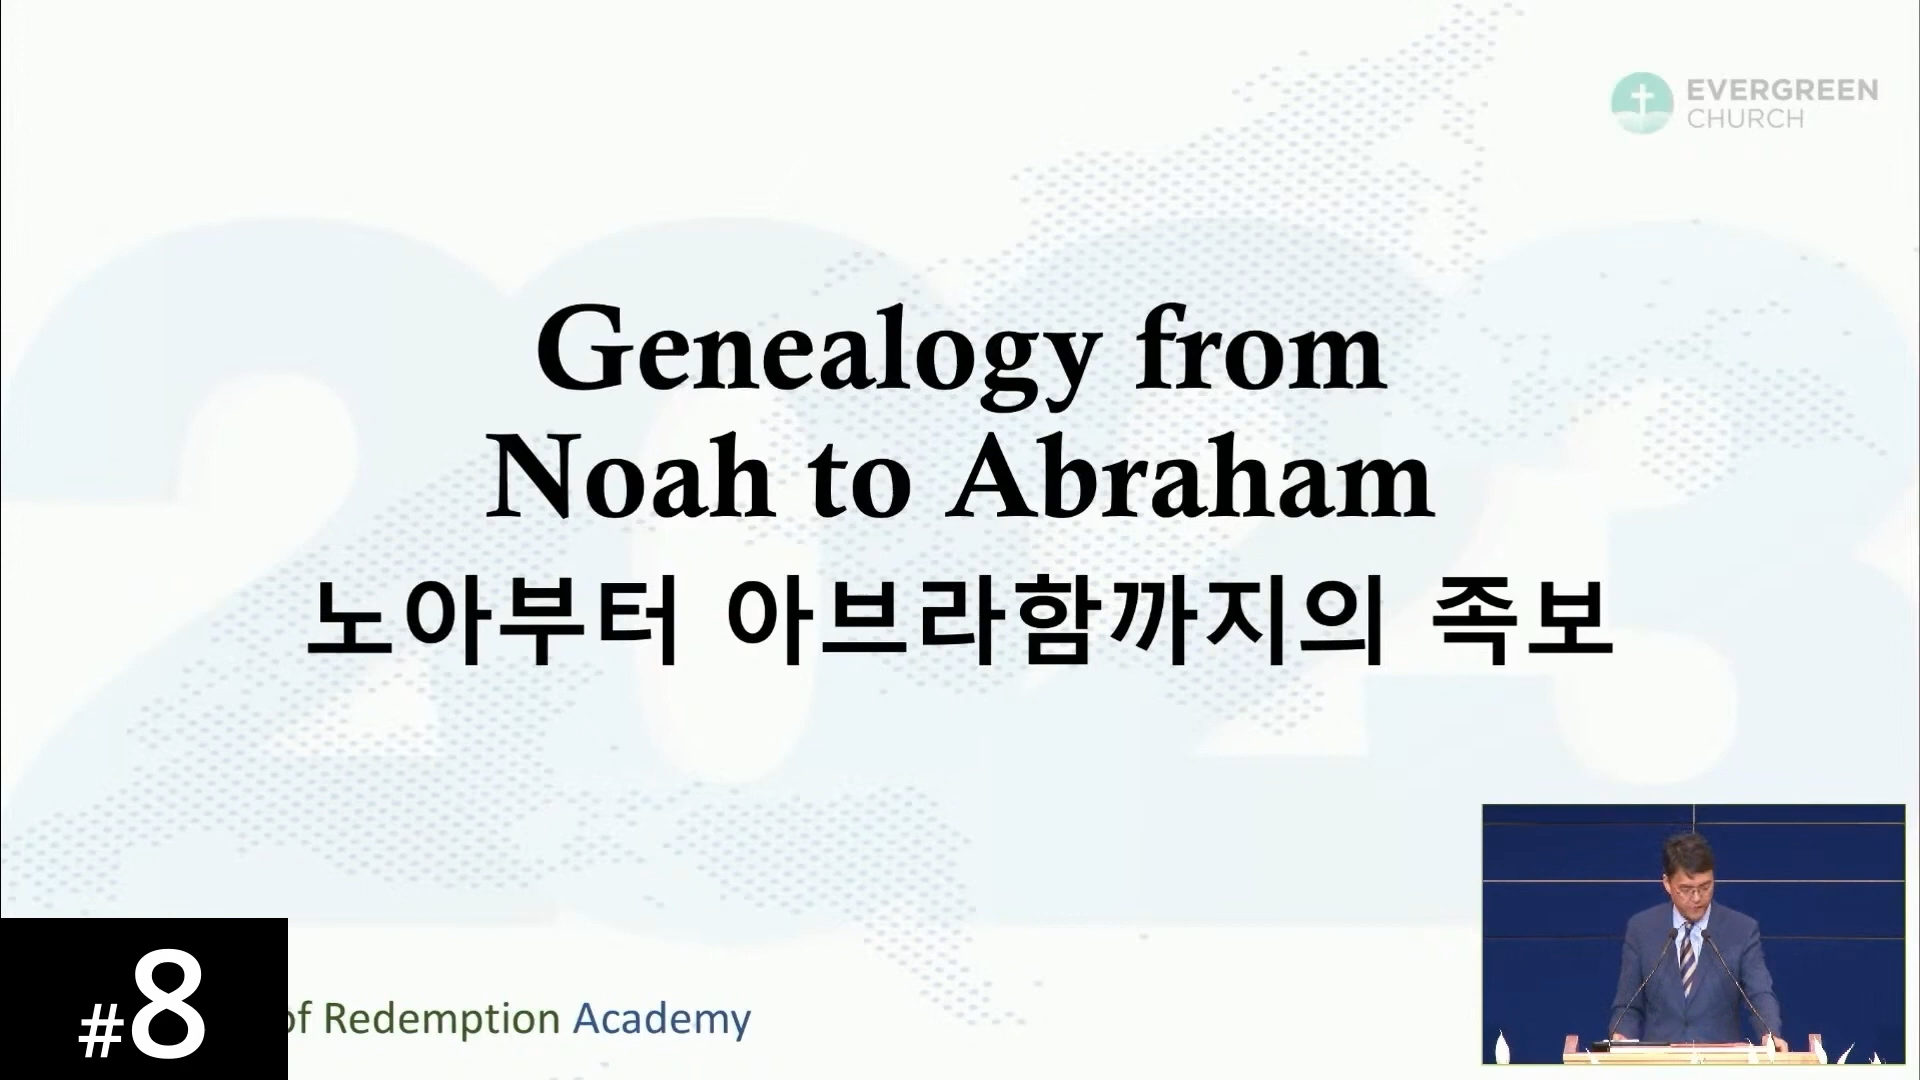 EVERGREEN
CHURCH
Genealogy from
Noah to Abraham
노아부터 아브라함까지의 족보
#8
of Redemption Academy
2023